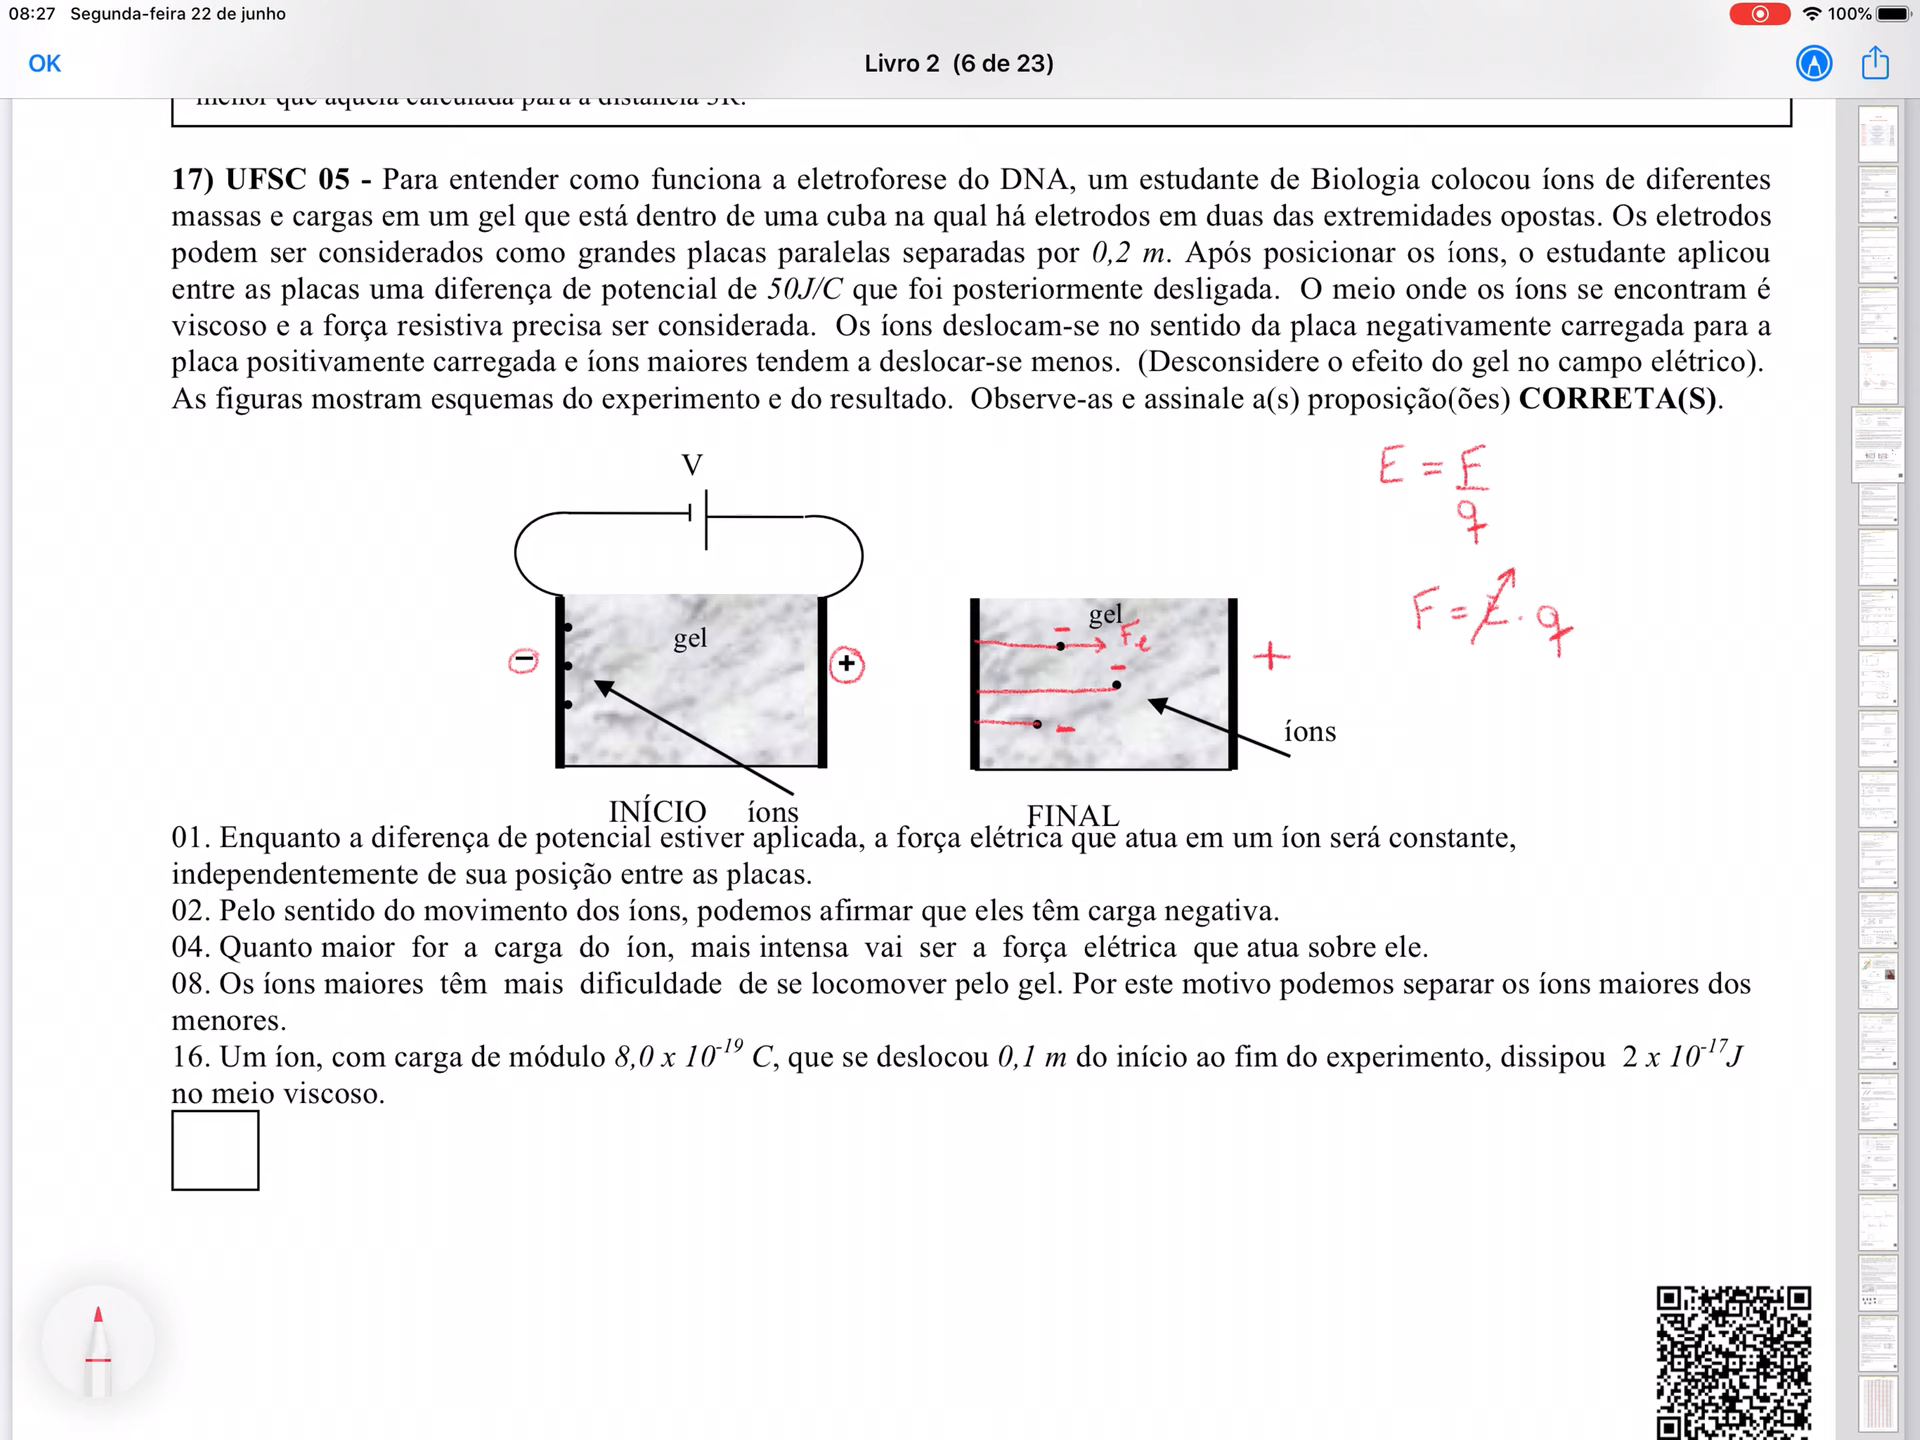 08:27 Segunda-feira 22 de junho
100%
OK
Livro 2 (6 de 23)
menor que aquela calculada para a distância 3R.
17) UFSC 05 - Para entender como funciona a eletroforese do DNA, um estudante de Biologia colocou íons de diferentes
massas e cargas em um gel que está dentro de uma cuba na qual há eletrodos em duas das extremidades opostas. Os eletrodos
podem ser considerados como grandes placas paralelas separadas por 0,2 m. Após posicionar os íons, o estudante aplicou
entre as placas uma diferença de potencial de 50J/C que foi posteriormente desligada. O meio onde os íons se encontram é
viscoso e a força resistiva precisa ser considerada. Os íons deslocam-se no sentido da placa negativamente carregada para a
placa positivamente carregada e íons maiores tendem a deslocar-se menos. (Desconsidere o efeito do gel no campo elétrico).
As figuras mostram esquemas do experimento e do resultado. Observe-as e assinale a(s) proposição(ões) CORRETA(S).
V
E = F
q
F = E . q
gel
gel
- Fe
-
-
−
+
+
íons
INÍCIO íons
FINAL
01. Enquanto a diferença de potencial estiver aplicada, a força elétrica que atua em um íon será constante,
independentemente de sua posição entre as placas.
02. Pelo sentido do movimento dos íons, podemos afirmar que eles têm carga negativa.
04. Quanto maior for a carga do íon, mais intensa vai ser a força elétrica que atua sobre ele.
08. Os íons maiores têm mais dificuldade de se locomover pelo gel. Por este motivo podemos separar os íons maiores dos
menores.
16. Um íon, com carga de módulo 8,0 x 10⁻¹⁹ C, que se deslocou 0,1 m do início ao fim do experimento, dissipou 2 x 10⁻¹⁷J
no meio viscoso.